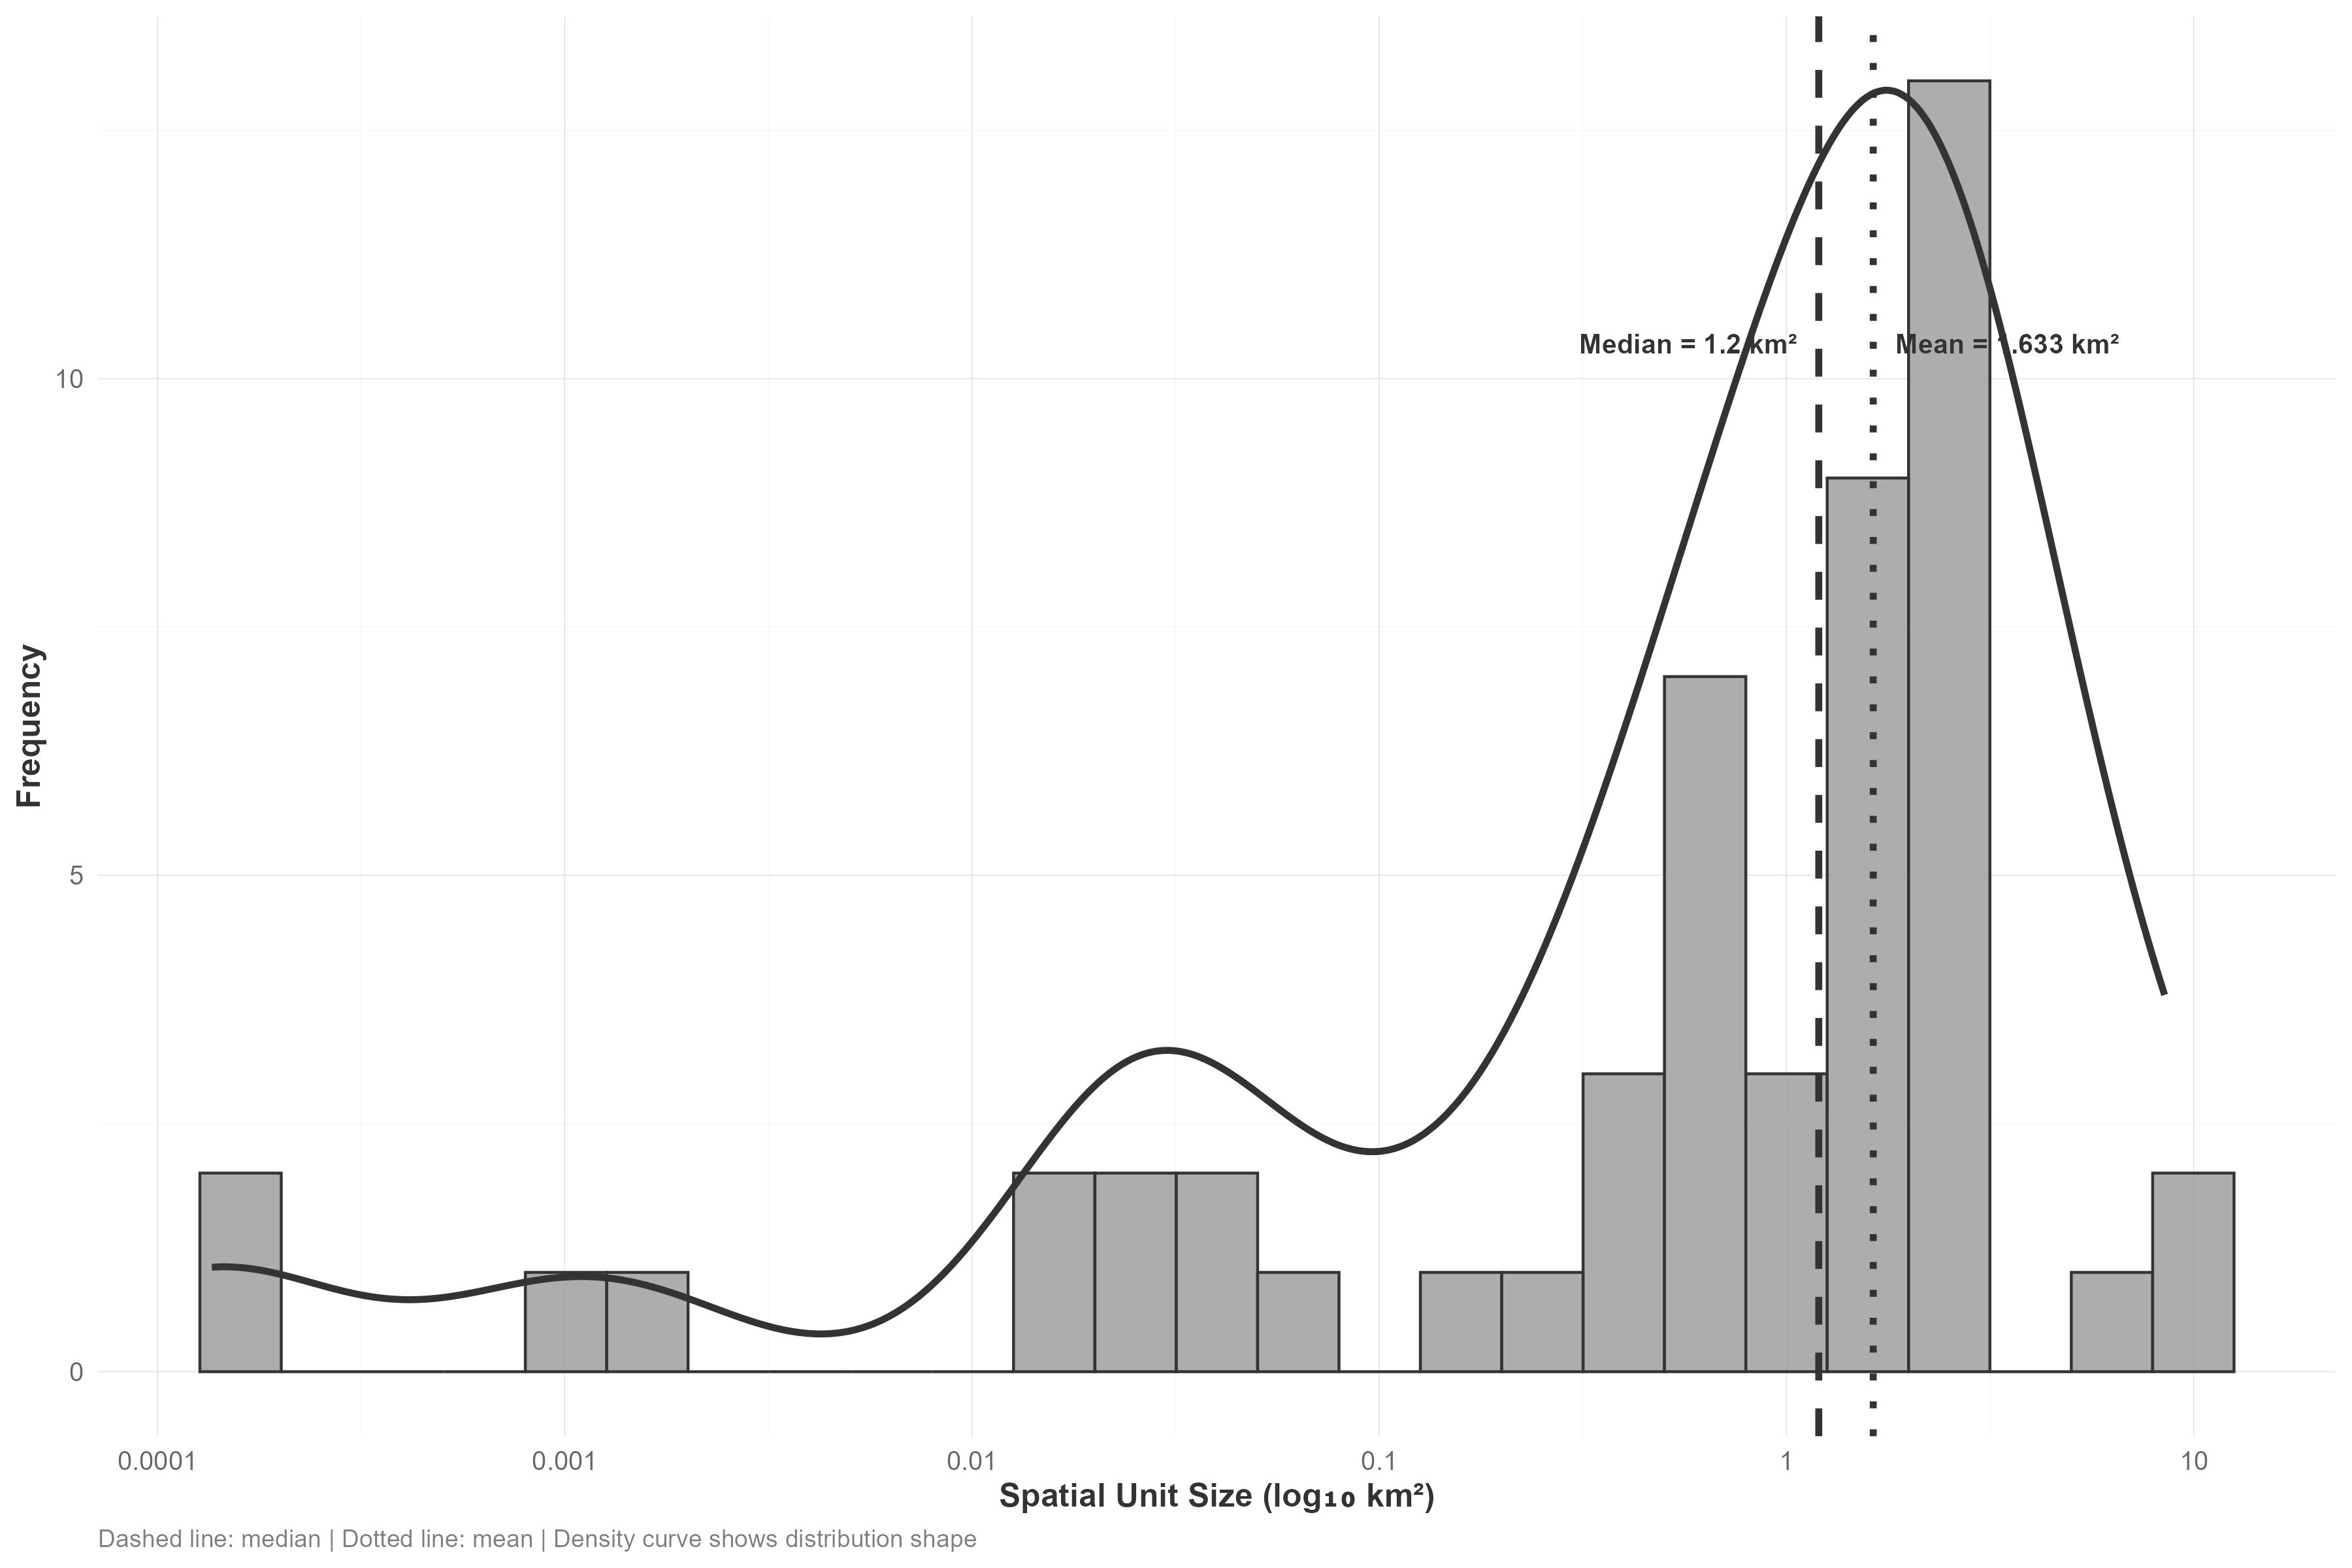 Median = 1.2 km²
Mean = 1.633 km²
10
5
0
Frequency
0.0001
0.001
0.01
0.1
1
10
Spatial Unit Size (log₁₀ km²)
Dashed line: median | Dotted line: mean | Density curve shows distribution shape